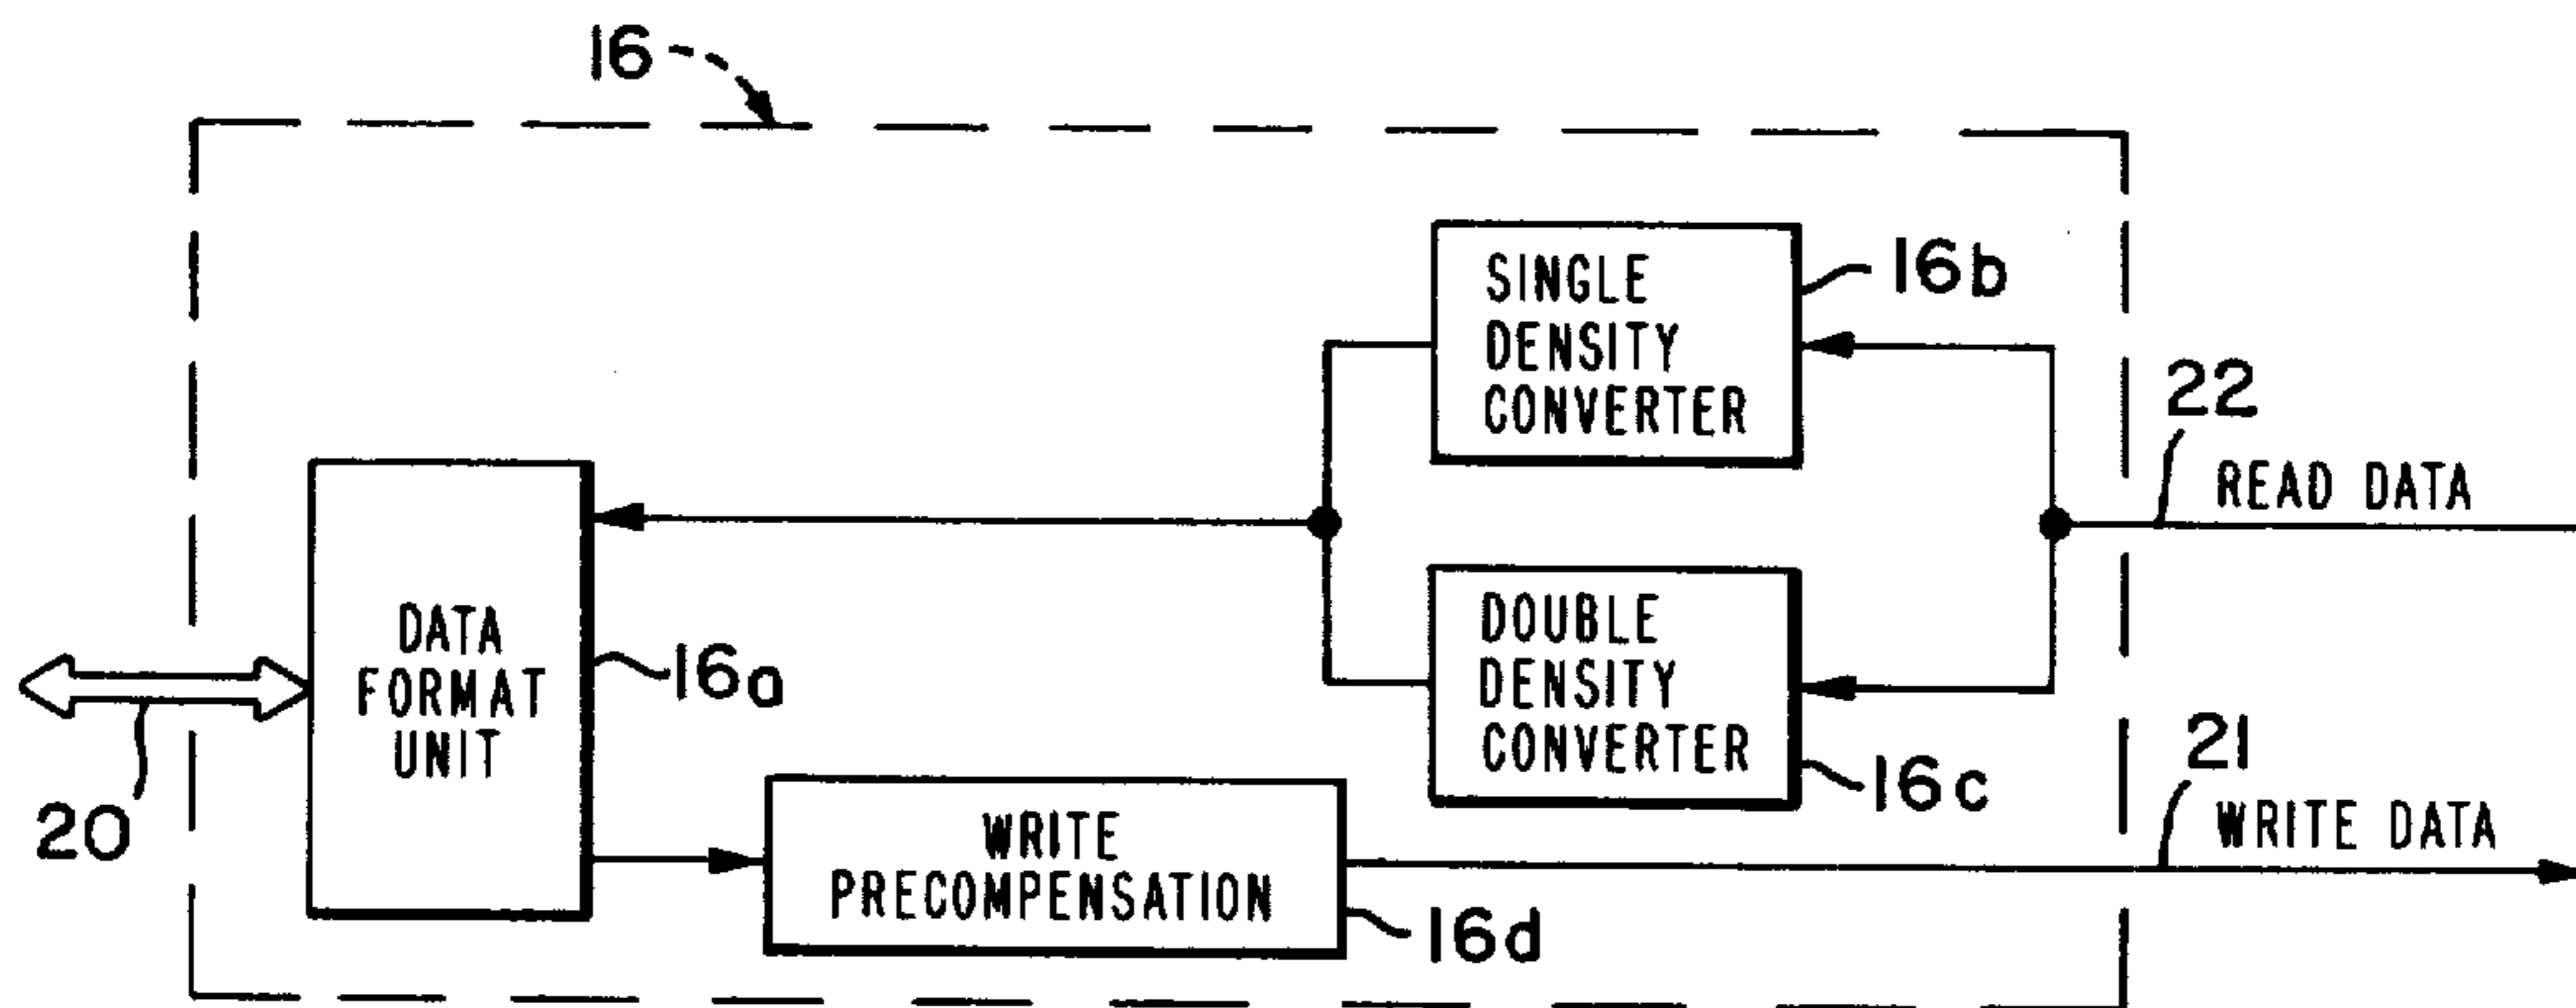 16
SINGLE
DENSITY
CONVERTER
16b
22
READ DATA
DATA
FORMAT
UNIT
16a
DOUBLE
DENSITY
CONVERTER
16c
21
WRITE DATA
20
WRITE
PRECOMPENSATION
16d